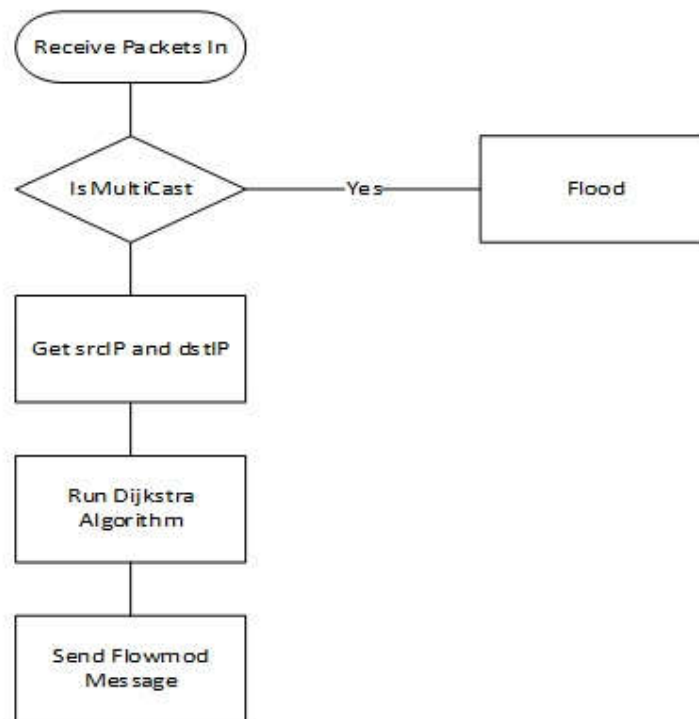 Receive Packets In
Is MultiCast
Yes
Flood
Get srcIP and dstIP
Run Dijkstra
Algorithm
Send Flowmod
Message